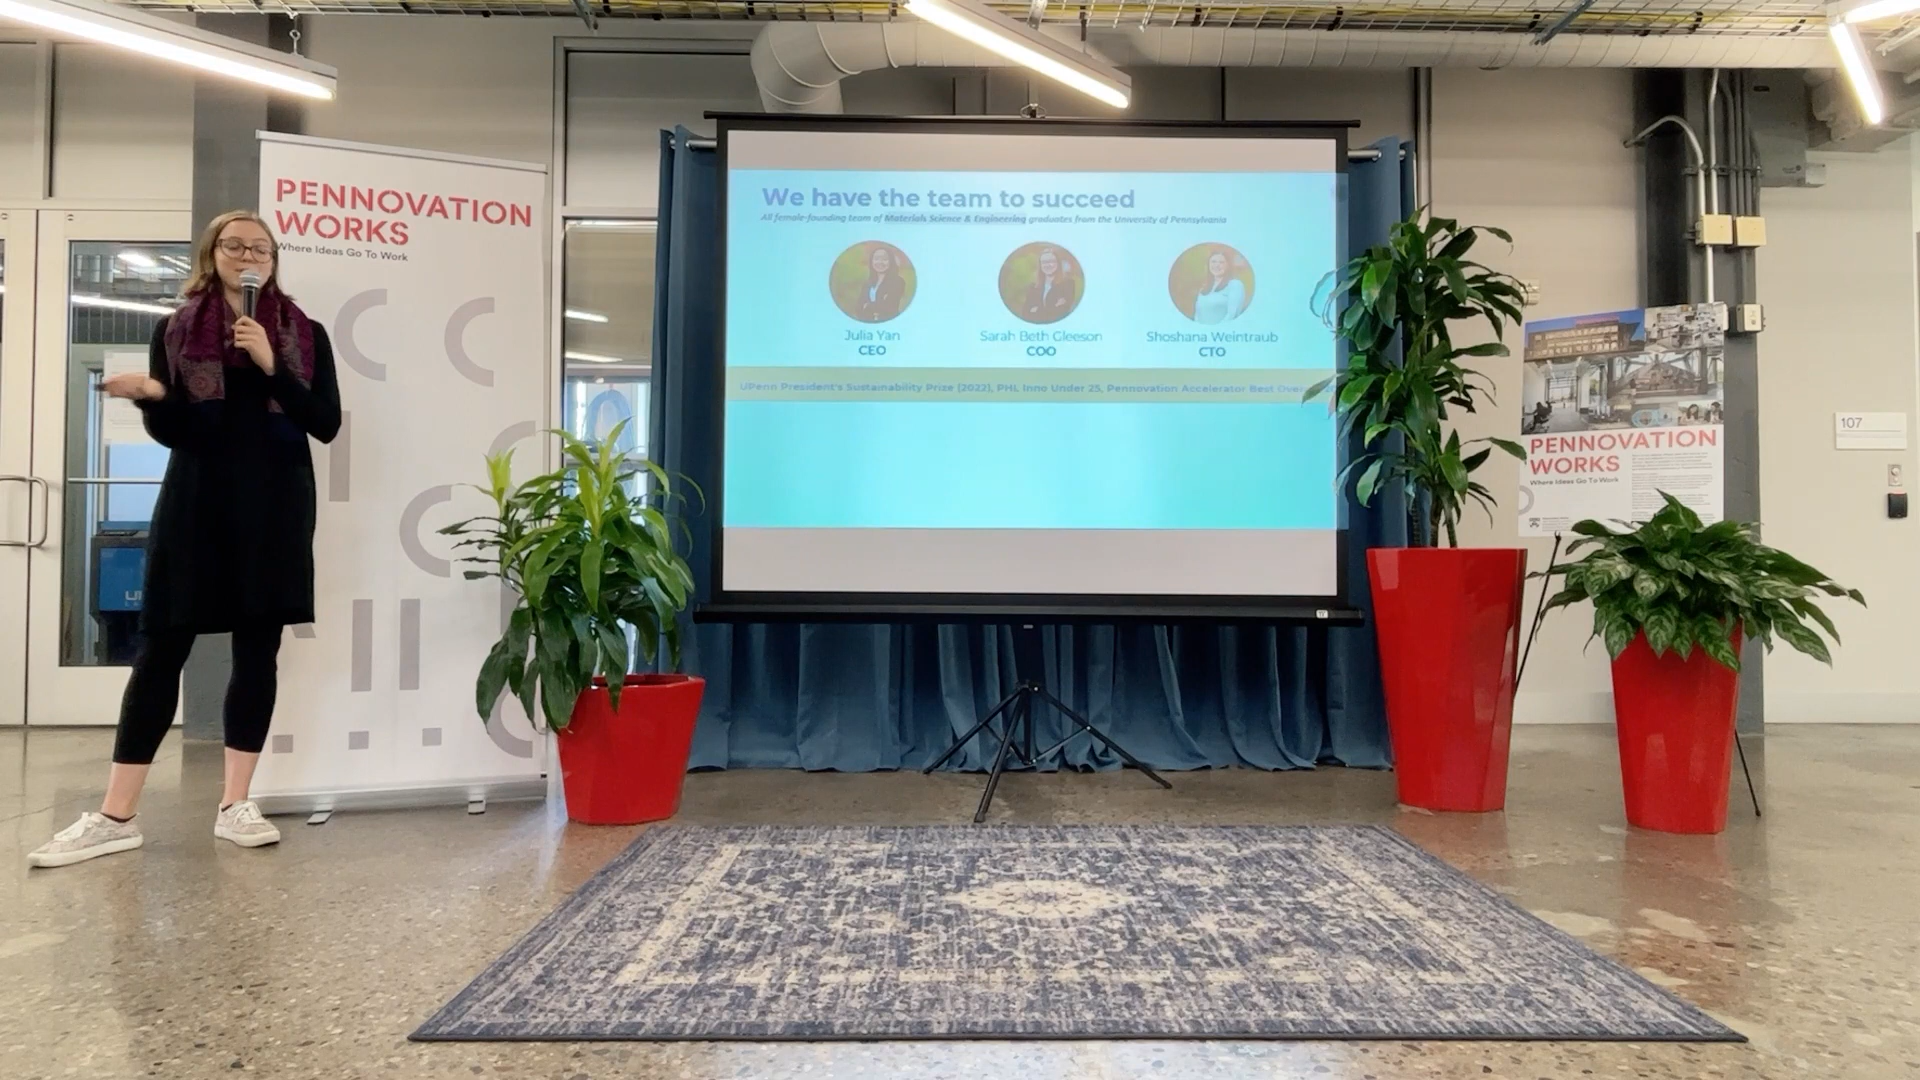 PENNOVATION
WORKS
Where Ideas Go To Work
We have the team to succeed
All female-founding team of Materials Science & Engineering graduates from the University of Pennsylvania
Julia Yan
CEO
Sarah Beth Gleeson
COO
Shoshana Weintraub
CTO
UPenn President's Sustainability Prize (2022), PHL Inno Under 25, Pennovation Accelerator Best
PENNOVATION
WORKS
Where Ideas Go To Work
107